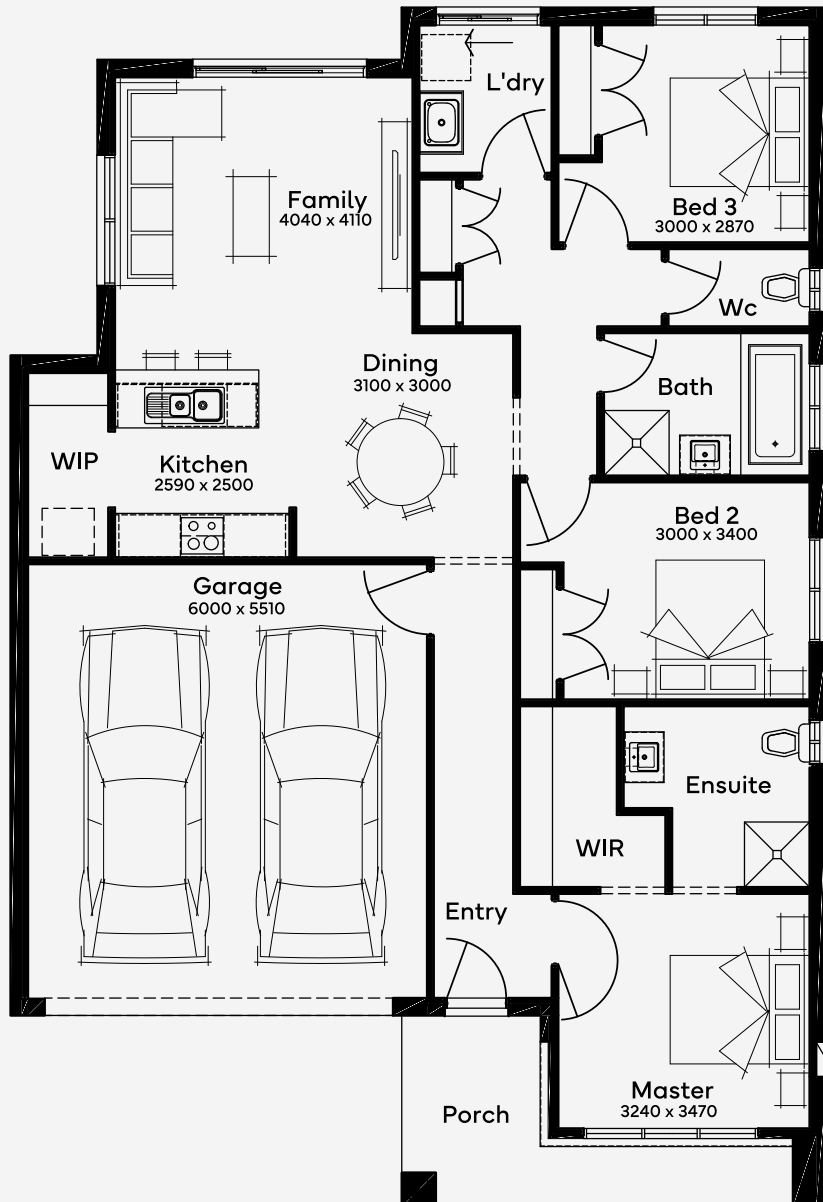 L'dry
Family
4040 x 4110
Bed 3
3000 x 2870
Wc
Dining
3100 x 3000
Bath
WIP
Kitchen
2590 x 2500
Bed 2
3000 x 3400
Garage
6000 x 5510
Ensuite
WIR
Entry
Master
3240 x 3470
Porch